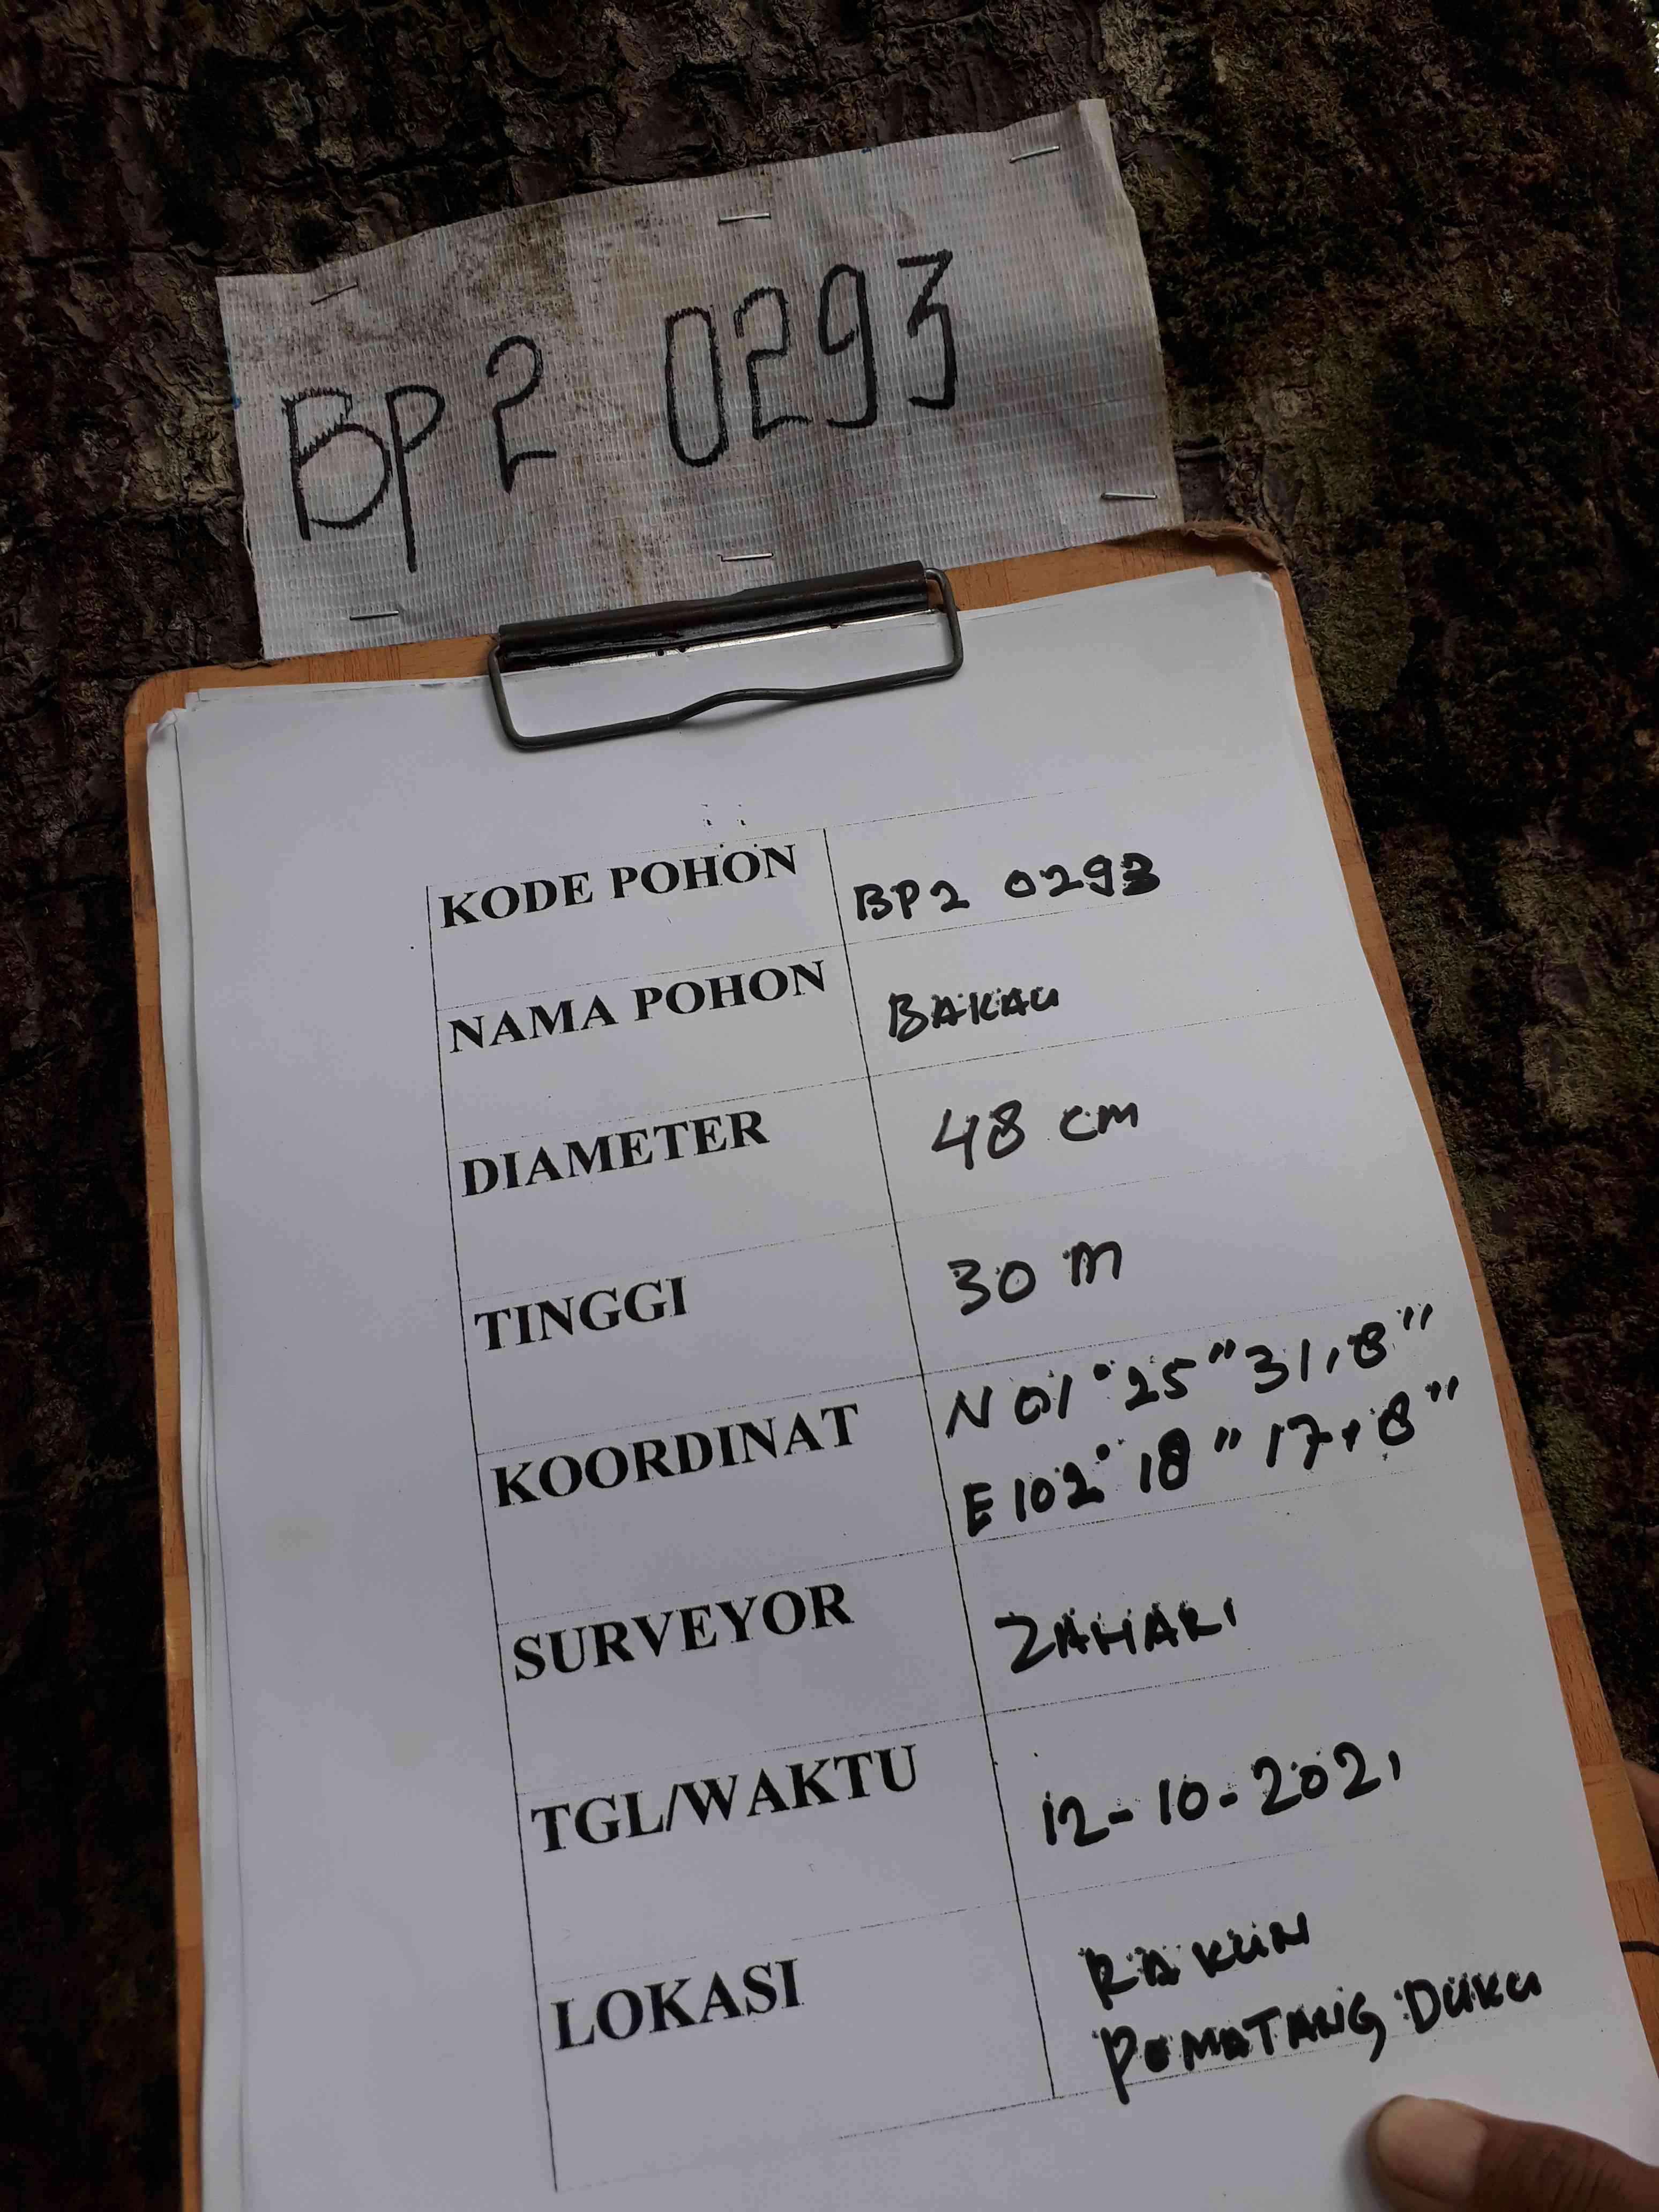 BP2 0293
KODE POHON BP2 0293
NAMA POHON BAKAU
DIAMETER 48 cm
TINGGI 30 m
KOORDINAT N 01°25"31,8"
E 102°18"17,8"
SURVEYOR ZAHARI
TGL/WAKTU 12-10-2021
LOKASI RAKUN
PEMATANG DUKU